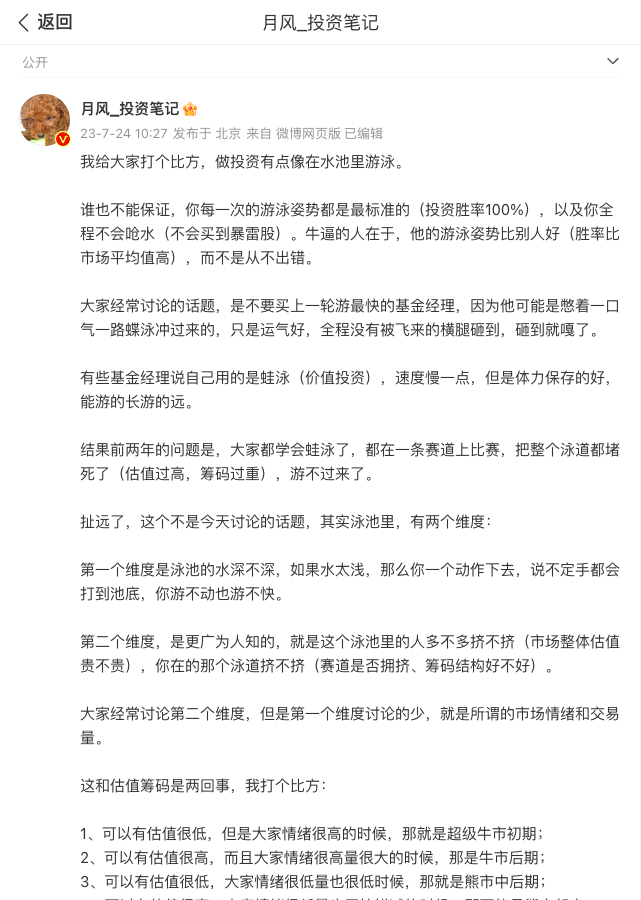 返回
月风_投资笔记
公开
月风_投资笔记
23-7-24 10:27 发布于 北京 来自 微博网页版 已编辑
我给大家打个比方，做投资有点像在水池里游泳。
谁也不能保证，你每一次的游泳姿势都是最标准的（投资胜率100%），以及你全
程不会呛水（不会买到暴雷股）。牛逼的人在于，他的游泳姿势比别人好（胜率比
市场平均值高），而不是从不出错。
大家经常讨论的话题，是不要买上一轮游最快的基金经理，因为他可能是憋着一口
气一路蝶泳冲过来的，只是运气好，全程没有被飞来的横腿砸到，砸到就嘎了。
有些基金经理说自己用的是蛙泳（价值投资），速度慢一点，但是体力保存的好，
能游的长游的远。
结果前两年的问题是，大家都学会蛙泳了，都在一条赛道上比赛，把整个泳道都堵
死了（估值过高，筹码过重），游不过来了。
扯远了，这个不是今天讨论的话题，其实泳池里，有两个维度：
第一个维度是泳池的水深不深，如果水太浅，那么你一个动作下去，说不定手都会
打到池底，你游不动也游不快。
第二个维度，是更广为人知的，就是这个泳池里的人多不多挤不挤（市场整体估值
贵不贵），你在的那个泳道挤不挤（赛道是否拥挤、筹码结构好不好）。
大家经常讨论第二个维度，但是第一个维度讨论的少，就是所谓的市场情绪和交易
量。
这和估值筹码是两回事，我打个比方：
1、可以有估值很低，但是大家情绪很高的时候，那就是超级牛市初期；
2、可以有估值很高，而且大家情绪很高量很大的时候，那是牛市后期；
3、可以有估值很低，大家情绪很低量也很低时候，那就是熊市中后期；